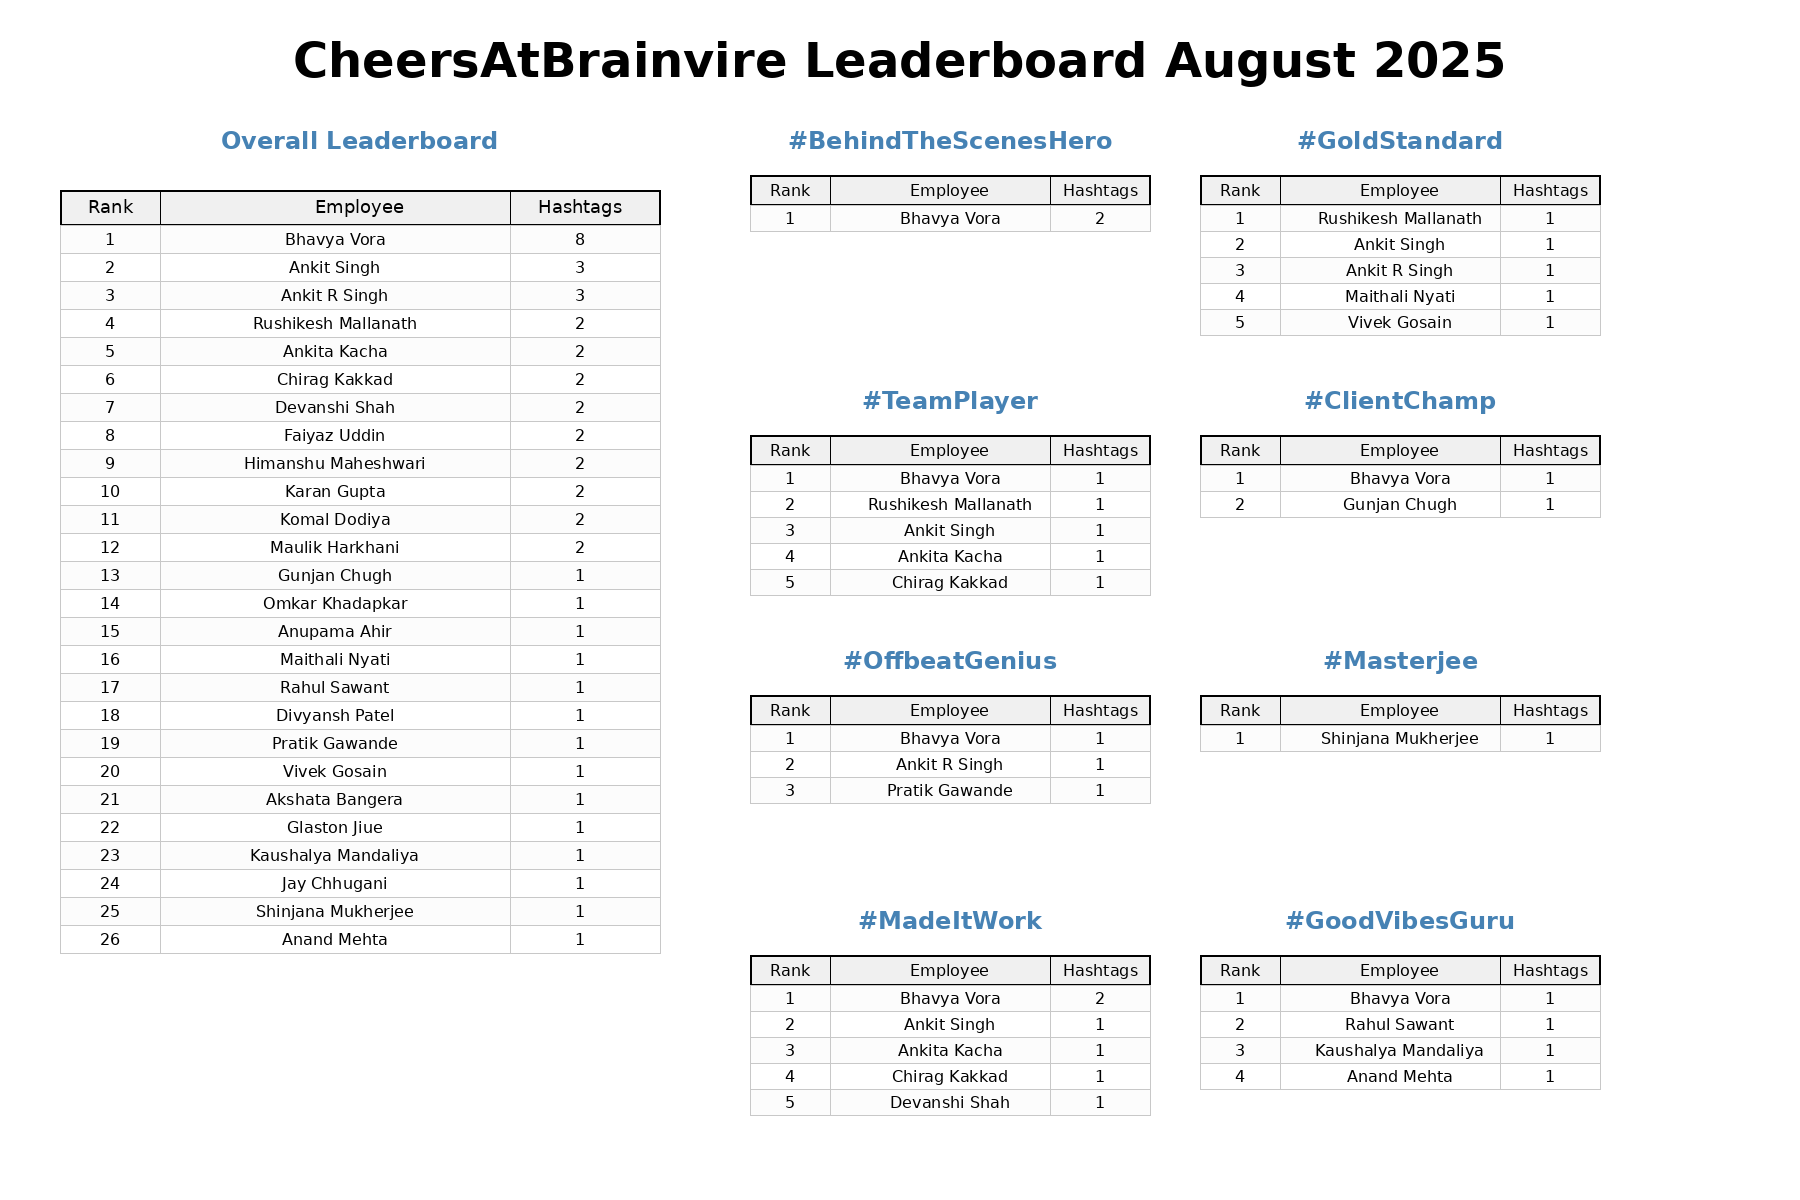 CheersAtBrainvire Leaderboard August 2025
Overall Leaderboard
Rank Employee Hashtags
1 Bhavya Vora 8
2 Ankit Singh 3
3 Ankit R Singh 3
4 Rushikesh Mallanath 2
5 Ankita Kacha 2
6 Chirag Kakkad 2
7 Devanshi Shah 2
8 Faiyaz Uddin 2
9 Himanshu Maheshwari 2
10 Karan Gupta 2
11 Komal Dodiya 2
12 Maulik Harkhani 2
13 Gunjan Chugh 1
14 Omkar Khadapkar 1
15 Anupama Ahir 1
16 Maithali Nyati 1
17 Rahul Sawant 1
18 Divyansh Patel 1
19 Pratik Gawande 1
20 Vivek Gosain 1
21 Akshata Bangera 1
22 Glaston Jiue 1
23 Kaushalya Mandaliya 1
24 Jay Chhugani 1
25 Shinjana Mukherjee 1
26 Anand Mehta 1
#BehindTheScenesHero
Rank Employee Hashtags
1 Bhavya Vora 2
#GoldStandard
Rank Employee Hashtags
1 Rushikesh Mallanath 1
2 Ankit Singh 1
3 Ankit R Singh 1
4 Maithali Nyati 1
5 Vivek Gosain 1
#TeamPlayer
Rank Employee Hashtags
1 Bhavya Vora 1
2 Rushikesh Mallanath 1
3 Ankit Singh 1
4 Ankita Kacha 1
5 Chirag Kakkad 1
#ClientChamp
Rank Employee Hashtags
1 Bhavya Vora 1
2 Gunjan Chugh 1
#OffbeatGenius
Rank Employee Hashtags
1 Bhavya Vora 1
2 Ankit R Singh 1
3 Pratik Gawande 1
#Masterjee
Rank Employee Hashtags
1 Shinjana Mukherjee 1
#MadeItWork
Rank Employee Hashtags
1 Bhavya Vora 2
2 Ankit Singh 1
3 Ankita Kacha 1
4 Chirag Kakkad 1
5 Devanshi Shah 1
#GoodVibesGuru
Rank Employee Hashtags
1 Bhavya Vora 1
2 Rahul Sawant 1
3 Kaushalya Mandaliya 1
4 Anand Mehta 1